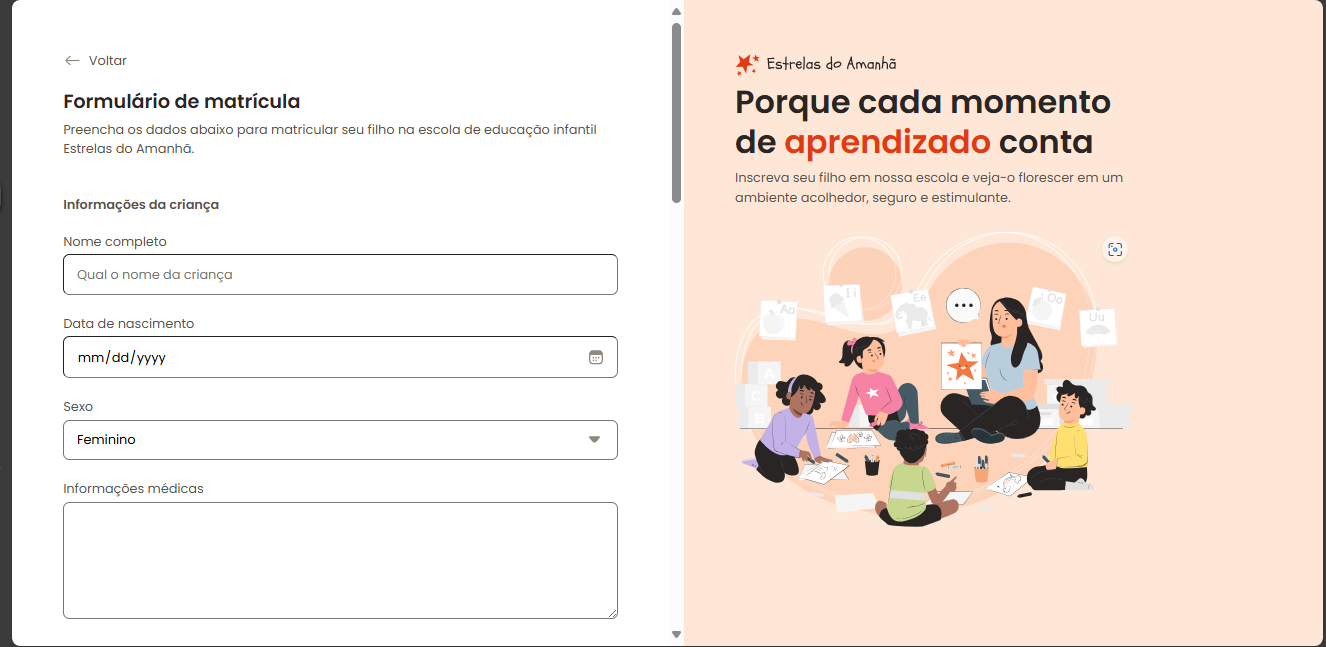 Voltar
Formulário de matrícula
Preencha os dados abaixo para matricular seu filho na escola de educação infantil
Estrelas do Amanhã.
Informações da criança
Nome completo
Qual o nome da criança
Data de nascimento
mm/dd/yyyy
Sexo
Feminino
Informações médicas
Estrelas do Amanhã
Porque cada momento
de aprendizado conta
Inscreva seu filho em nossa escola e veja-o florescer em um
ambiente acolhedor, seguro e estimulante.
Aa
Ii
Ee
Oo
Uu
A
C
B